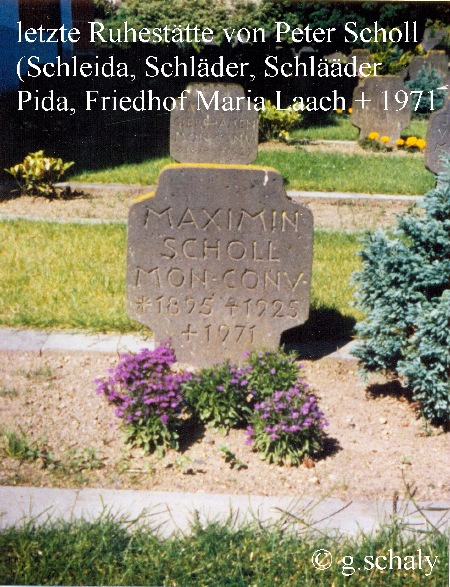 letzte Ruhestätte von Peter Scholl
(Schleida, Schläder, Schlääder
Pida, Friedhof Maria Laach + 1971
MAXIMIN
SCHOLL
MON·CONV·
*1895 +1925
+1971
© g.schaly